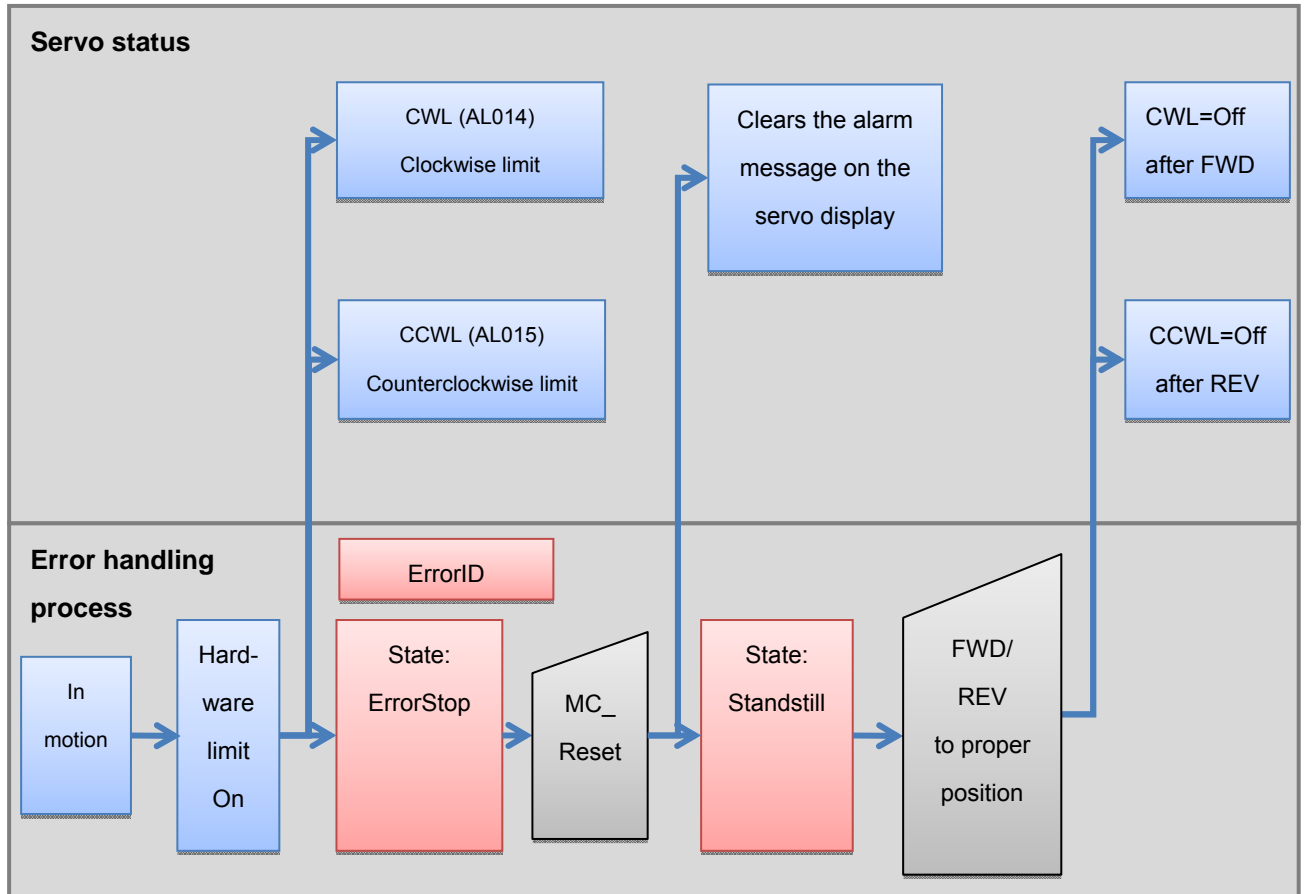 Servo status
CWL (AL014)
Clockwise limit
CCWL (AL015)
Counterclockwise limit
Clears the alarm
message on the
servo display
CWL=Off
after FWD
CCWL=Off
after REV
Error handling
process
In
motion
Hard-
ware
limit
On
ErrorID
State:
ErrorStop
MC_
Reset
State:
Standstill
FWD/
REV
to proper
position